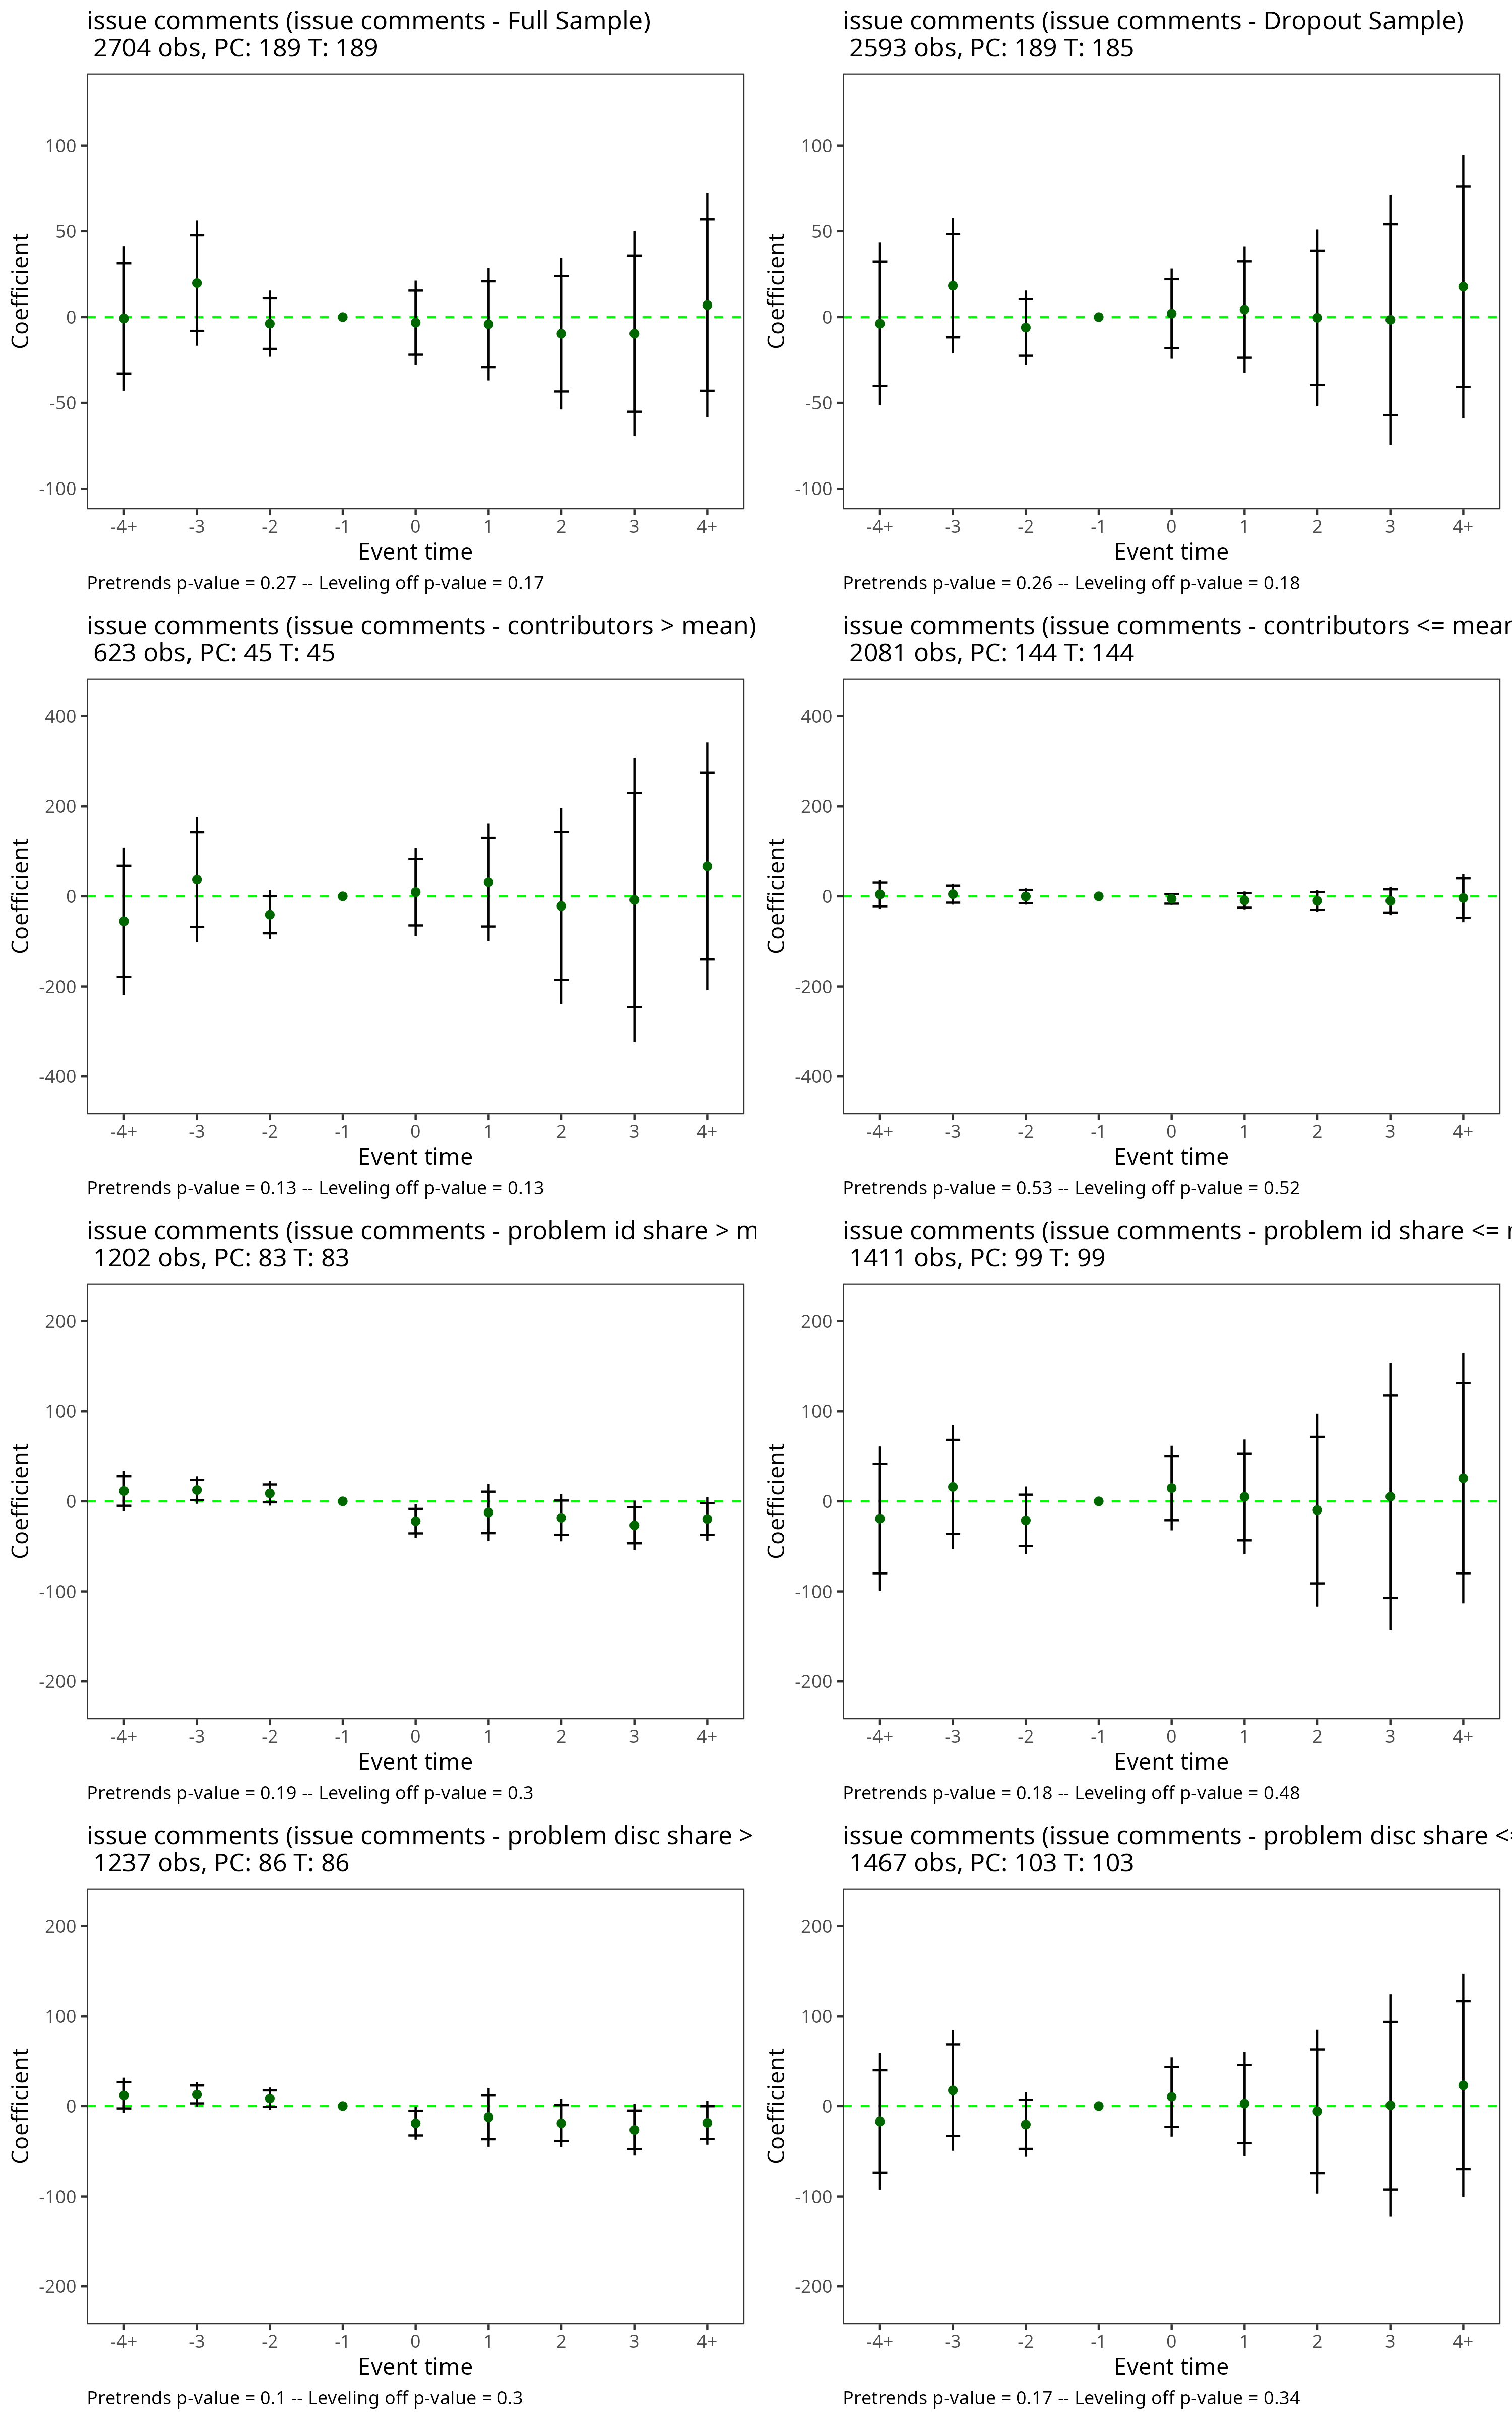 issue comments (issue comments - Full Sample)
2704 obs, PC: 189 T: 189
100
50
0
-50
-100
Coefficient
-4+ -3 -2 -1 0 1 2 3 4+
Event time
Pretrends p-value = 0.27 -- Leveling off p-value = 0.17
issue comments (issue comments - Dropout Sample)
2593 obs, PC: 189 T: 185
100
50
0
-50
-100
Coefficient
-4+ -3 -2 -1 0 1 2 3 4+
Event time
Pretrends p-value = 0.26 -- Leveling off p-value = 0.18
issue comments (issue comments - contributors > mean)
623 obs, PC: 45 T: 45
400
200
0
-200
-400
Coefficient
-4+ -3 -2 -1 0 1 2 3 4+
Event time
Pretrends p-value = 0.13 -- Leveling off p-value = 0.13
issue comments (issue comments - contributors <= mean
2081 obs, PC: 144 T: 144
400
200
0
-200
-400
Coefficient
-4+ -3 -2 -1 0 1 2 3 4+
Event time
Pretrends p-value = 0.53 -- Leveling off p-value = 0.52
issue comments (issue comments - problem id share >
1202 obs, PC: 83 T: 83
200
100
0
-100
-200
Coefficient
-4+ -3 -2 -1 0 1 2 3 4+
Event time
Pretrends p-value = 0.19 -- Leveling off p-value = 0.3
issue comments (issue comments - problem id share <=
1411 obs, PC: 99 T: 99
200
100
0
-100
-200
Coefficient
-4+ -3 -2 -1 0 1 2 3 4+
Event time
Pretrends p-value = 0.18 -- Leveling off p-value = 0.48
issue comments (issue comments - problem disc share >
1237 obs, PC: 86 T: 86
200
100
0
-100
-200
Coefficient
-4+ -3 -2 -1 0 1 2 3 4+
Event time
Pretrends p-value = 0.1 -- Leveling off p-value = 0.3
issue comments (issue comments - problem disc share <=
1467 obs, PC: 103 T: 103
200
100
0
-100
-200
Coefficient
-4+ -3 -2 -1 0 1 2 3 4+
Event time
Pretrends p-value = 0.17 -- Leveling off p-value = 0.34